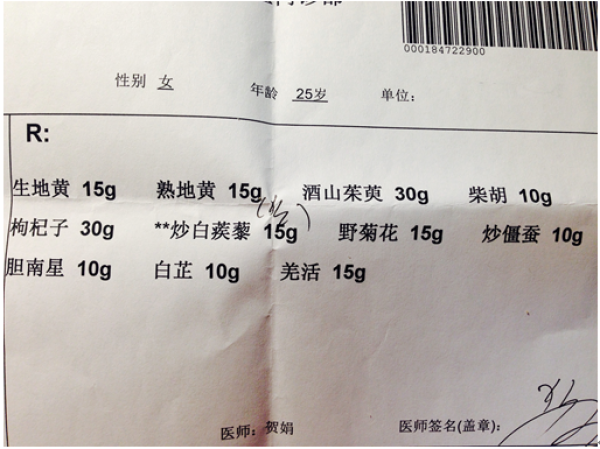 000184722900
性别 女 年龄 25岁 单位:
R:
生地黄 15g 熟地黄 15g 酒山茱萸 30g 柴胡 10g
枸杞子 30g **炒白蒺藜 15g 野菊花 15g 炒僵蚕 10g
胆南星 10g 白芷 10g 羌活 15g
医师: 贺娟 医师签名(盖章):